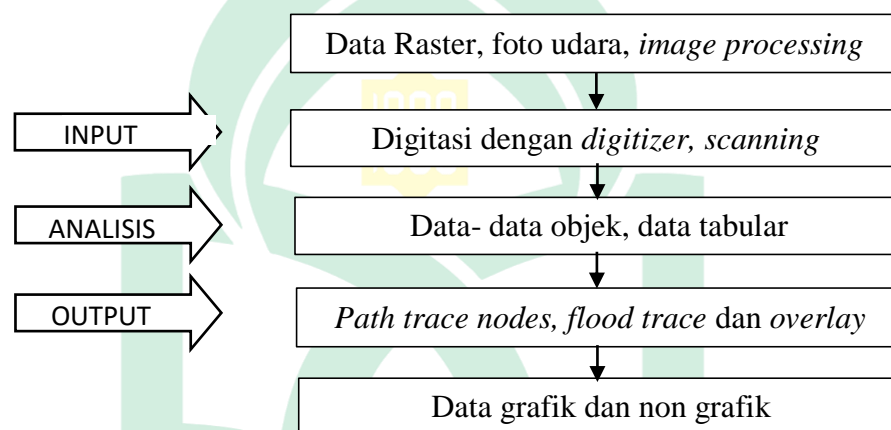 Data Raster, foto udara, image processing
INPUT
Digitasi dengan digitizer, scanning
ANALISIS
Data- data objek, data tabular
OUTPUT
Path trace nodes, flood trace dan overlay
Data grafik dan non grafik